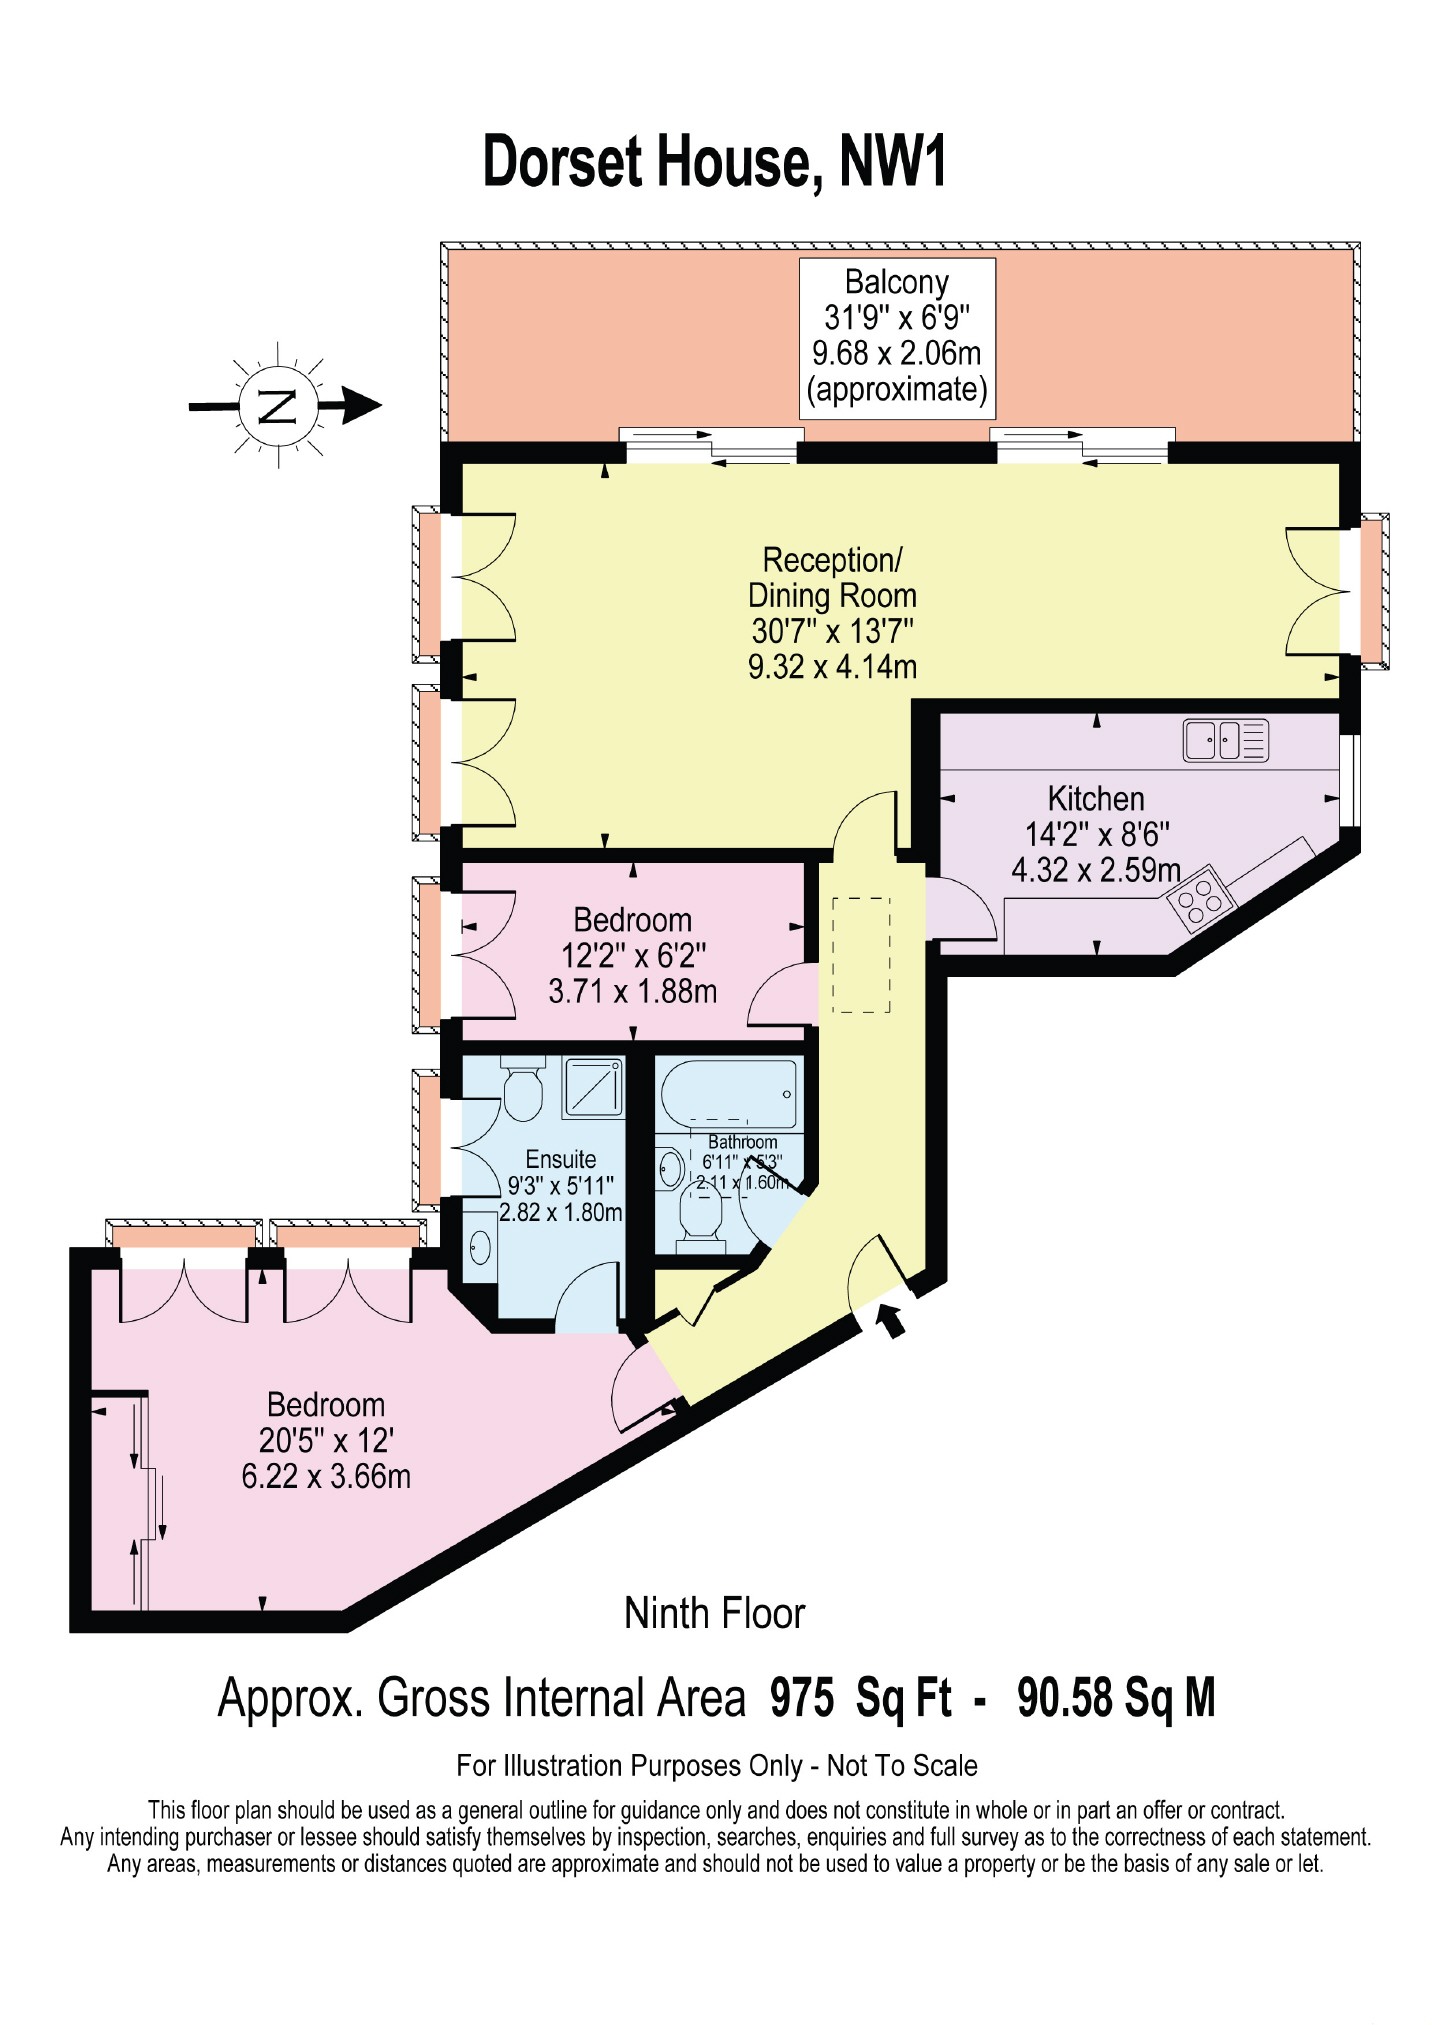 Dorset House, NW1
Balcony
31'9" x 6'9"
9.68 x 2.06m
(approximate)
N
Reception/
Dining Room
30'7" x 13'7"
9.32 x 4.14m
Kitchen
14'2" x 8'6"
4.32 x 2.59m
Bedroom
12'2" x 6'2"
3.71 x 1.88m
Bathroom
6'11" x 5'3"
2.11 x 1.60m
Ensuite
9'3" x 5'11"
2.82 x 1.80m
Bedroom
20'5" x 12'
6.22 x 3.66m
Ninth Floor
Approx. Gross Internal Area 975 Sq Ft - 90.58 Sq M
For Illustration Purposes Only - Not To Scale
This floor plan should be used as a general outline for guidance only and does not constitute in whole or in part an offer or contract.
Any intending purchaser or lessee should satisfy themselves by inspection, searches, enquiries and full survey as to the correctness of each statement.
Any areas, measurements or distances quoted are approximate and should not be used to value a property or be the basis of any sale or let.